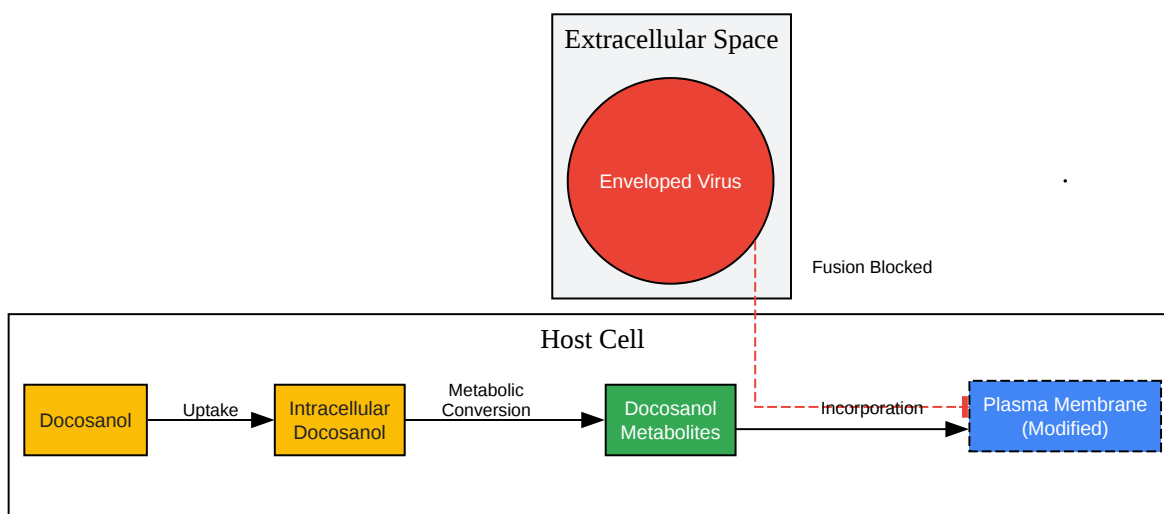 Extracellular Space
Enveloped Virus
Fusion Blocked
Host Cell
Docosanol
Uptake
Intracellular
Docosanol
Metabolic
Conversion
Docosanol
Metabolites
Incorporation
Plasma Membrane
(Modified)
.